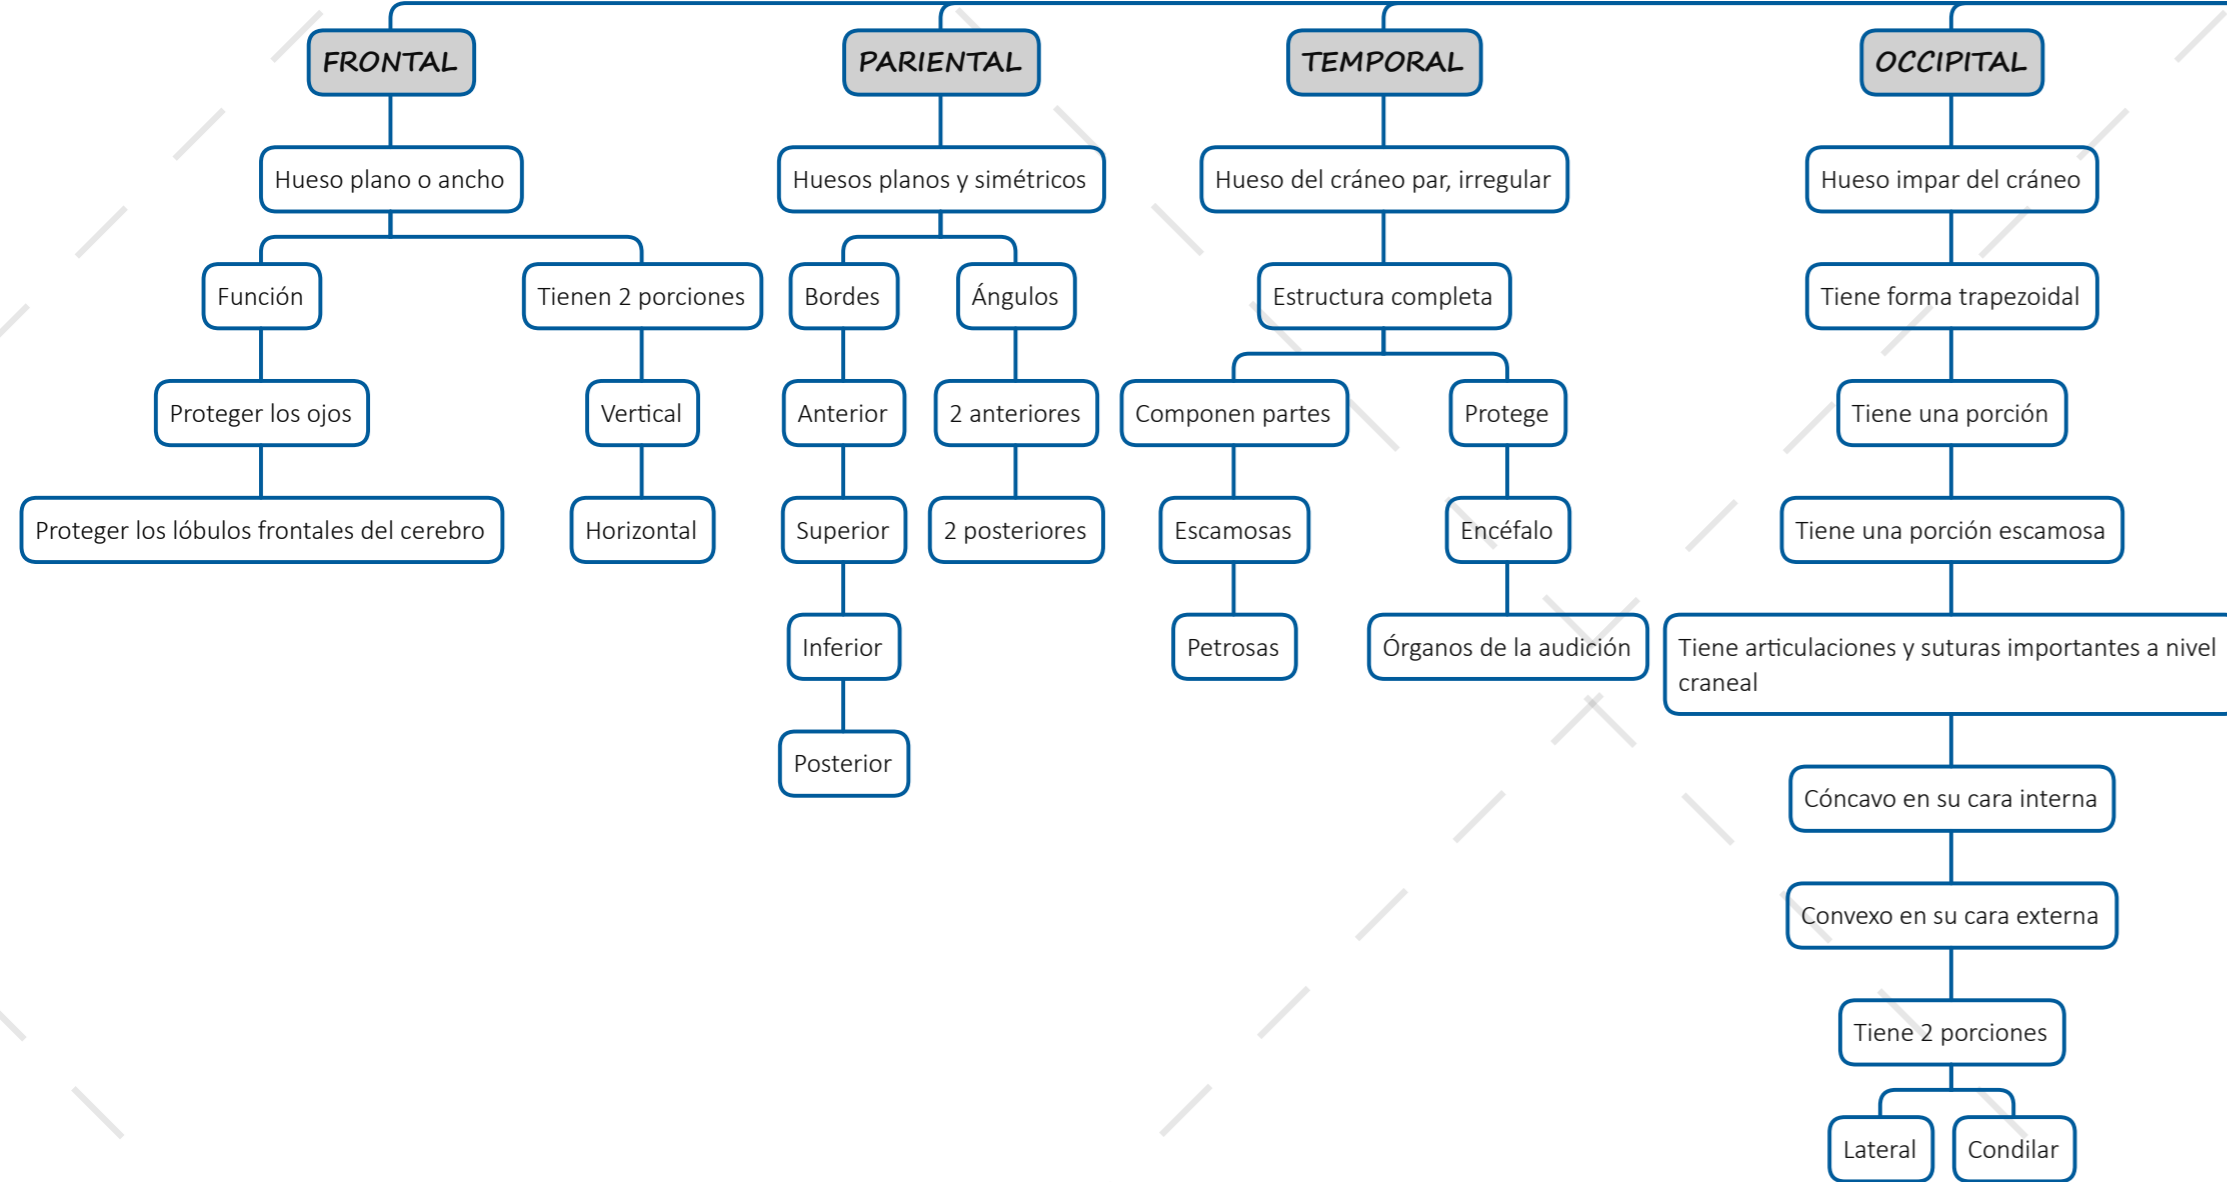 FRONTAL
Hueso plano o ancho
Función
Proteger los ojos
Proteger los lóbulos frontales del cerebro
Tienen 2 porciones
Vertical
Horizontal
PARIENTAL
Huesos planos y simétricos
Bordes
Anterior
Superior
Inferior
Posterior
Ángulos
2 anteriores
2 posteriores
TEMPORAL
Hueso del cráneo par, irregular
Estructura completa
Componen partes
Escamosas
Petrosas
Protege
Encéfalo
Órganos de la audición
OCCIPITAL
Hueso impar del cráneo
Tiene forma trapezoidal
Tiene una porción
Tiene una porción escamosa
Tiene articulaciones y suturas importantes a nivel
craneal
Cóncavo en su cara interna
Convexo en su cara externa
Tiene 2 porciones
Lateral
Condilar